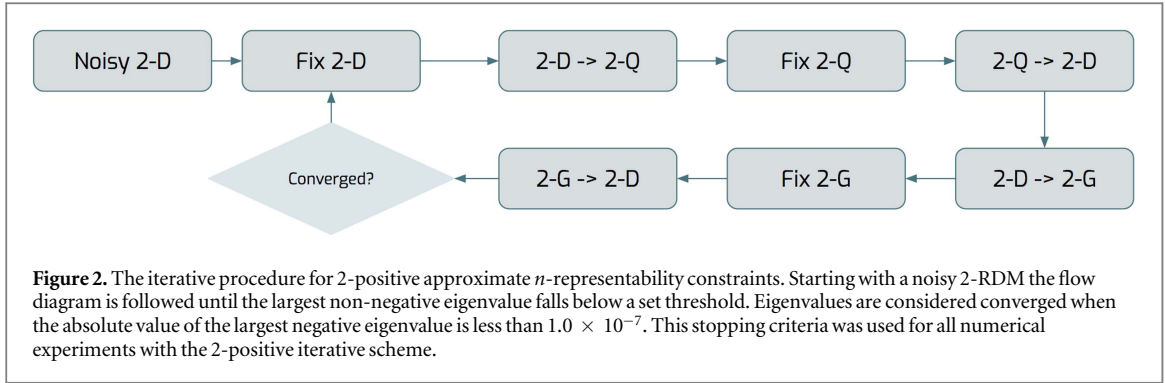 Noisy 2-D
Fix 2-D
2-D -> 2-Q
Fix 2-Q
2-Q -> 2-D
Converged?
2-G -> 2-D
Fix 2-G
2-D -> 2-G
Figure 2. The iterative procedure for 2-positive approximate n-representability constraints. Starting with a noisy 2-RDM the flow
diagram is followed until the largest non-negative eigenvalue falls below a set threshold. Eigenvalues are considered converged when
the absolute value of the largest negative eigenvalue is less than 1.0 × 10⁻⁷. This stopping criteria was used for all numerical
experiments with the 2-positive iterative scheme.